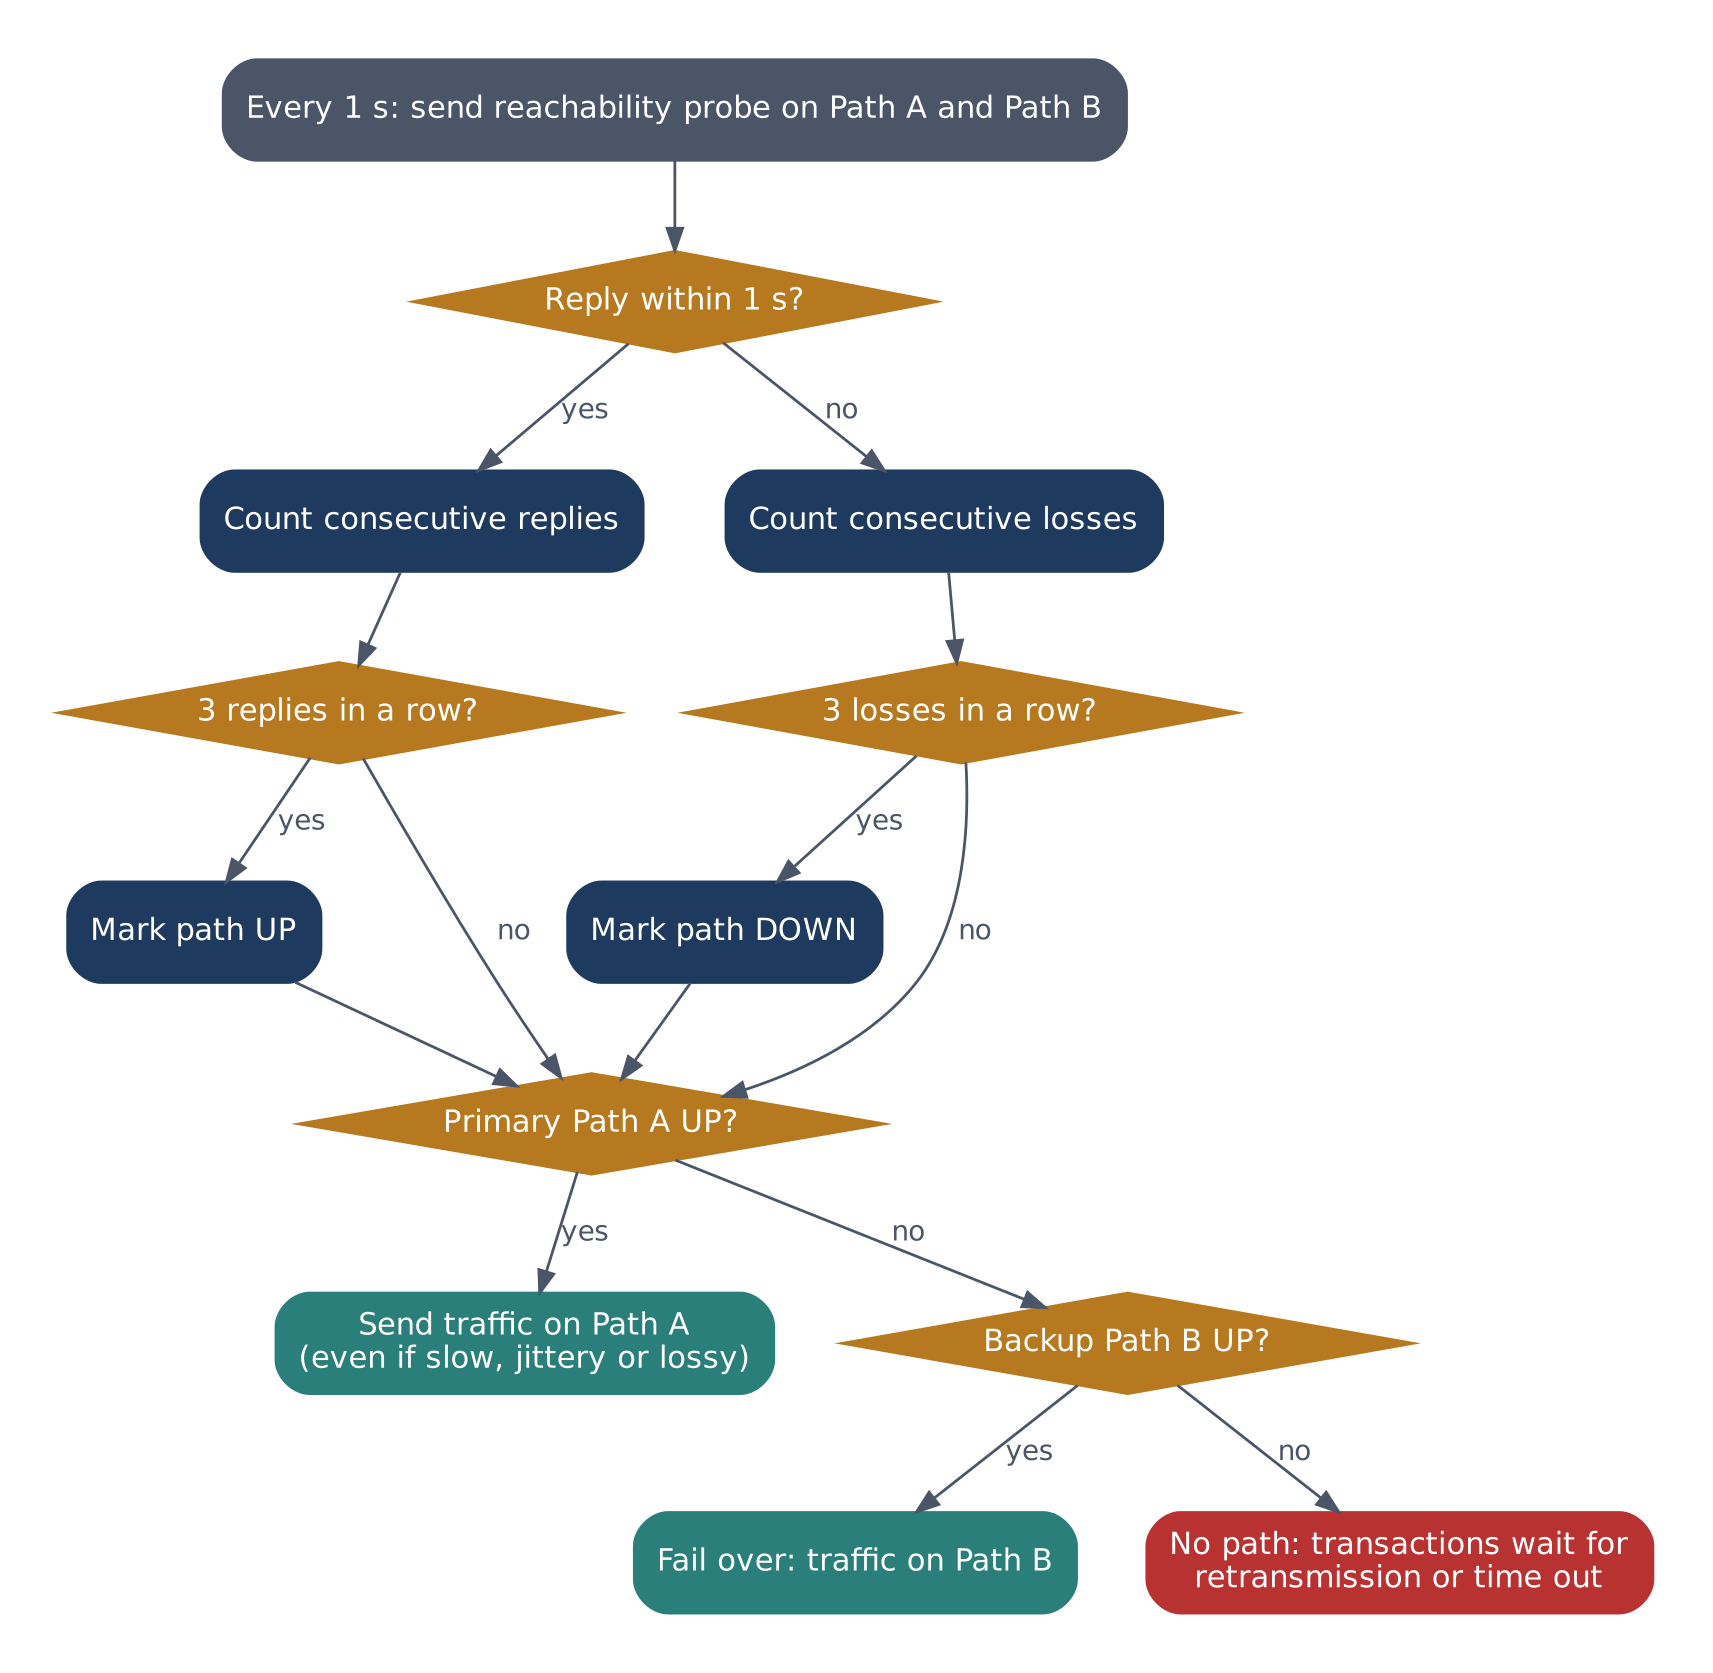 Every 1 s: send reachability probe on Path A and Path B
Reply within 1 s?
yes
no
Count consecutive replies
Count consecutive losses
3 replies in a row?
3 losses in a row?
yes
yes
Mark path UP
no
Mark path DOWN
no
Primary Path A UP?
yes
no
Send traffic on Path A
(even if slow, jittery or lossy)
Backup Path B UP?
yes
no
Fail over: traffic on Path B
No path: transactions wait for
retransmission or time out